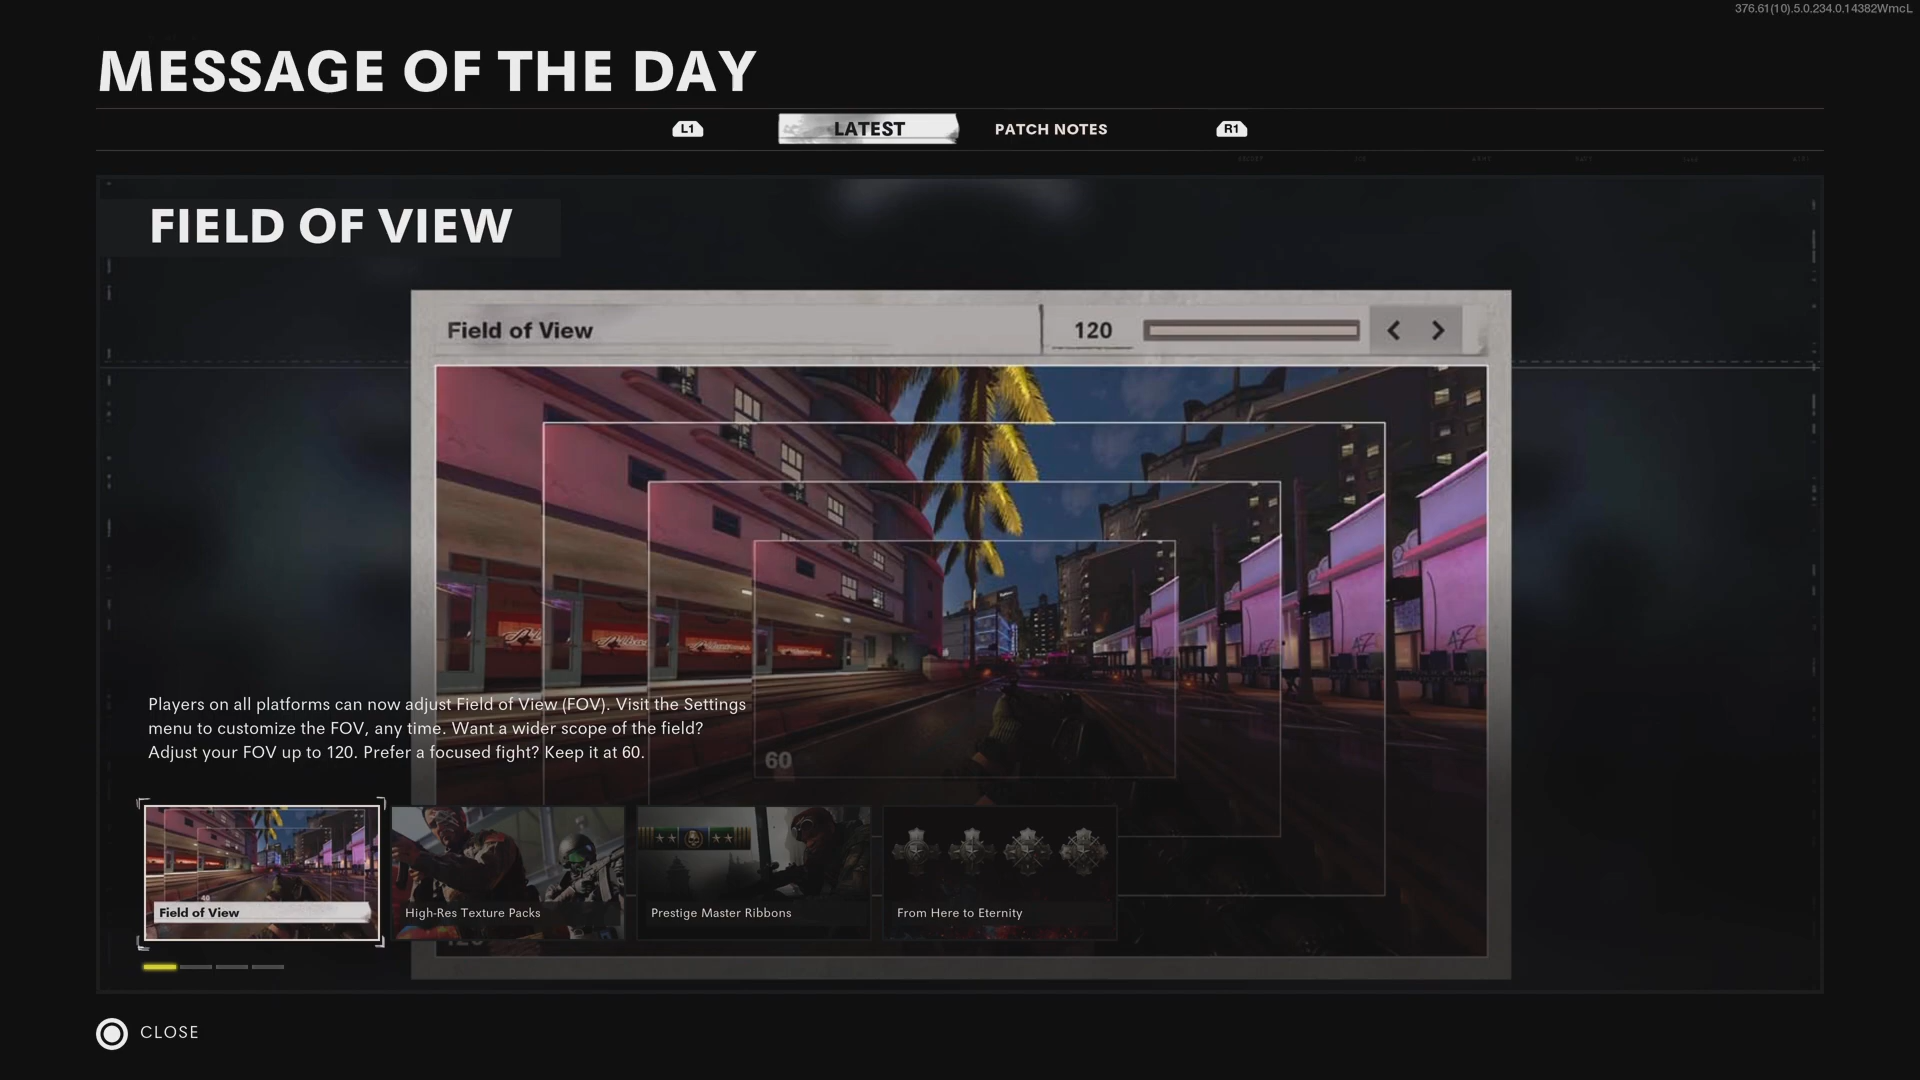 376.61(10).5.0.234.0.14382WmcL
MESSAGE OF THE DAY
L1 LATEST PATCH NOTES R1
FIELD OF VIEW
Field of View 120
Players on all platforms can now adjust Field of View (FOV). Visit the Settings
menu to customize the FOV, any time. Want a wider scope of the field?
Adjust your FOV up to 120. Prefer a focused fight? Keep it at 60.
60
Field of View
High-Res Texture Packs
Prestige Master Ribbons
From Here to Eternity
120
CLOSE